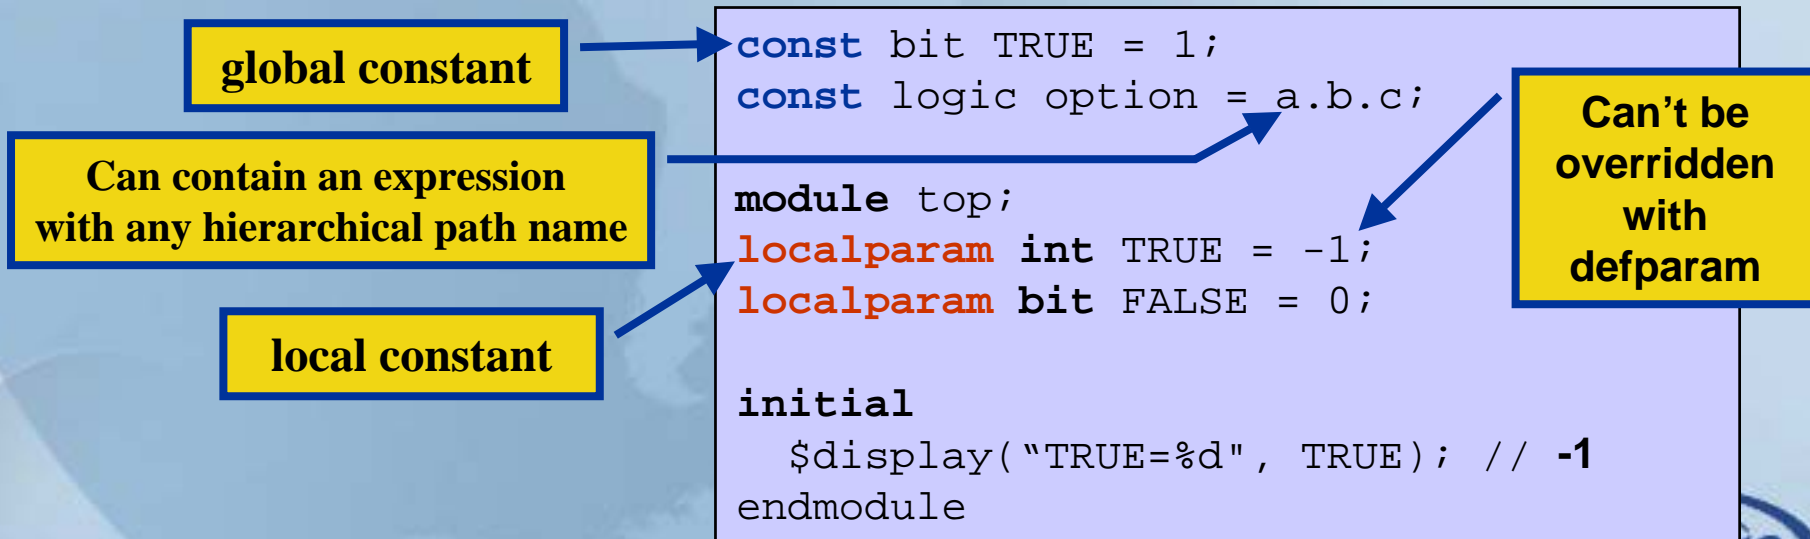 global constant
Can contain an expression
with any hierarchical path name
local constant
const bit TRUE = 1;
const logic option = a.b.c;
module top;
localparam int TRUE = -1;
localparam bit FALSE = 0;
initial
$display(“TRUE=%d", TRUE); // -1
endmodule
Can’t be
overridden
with
defparam